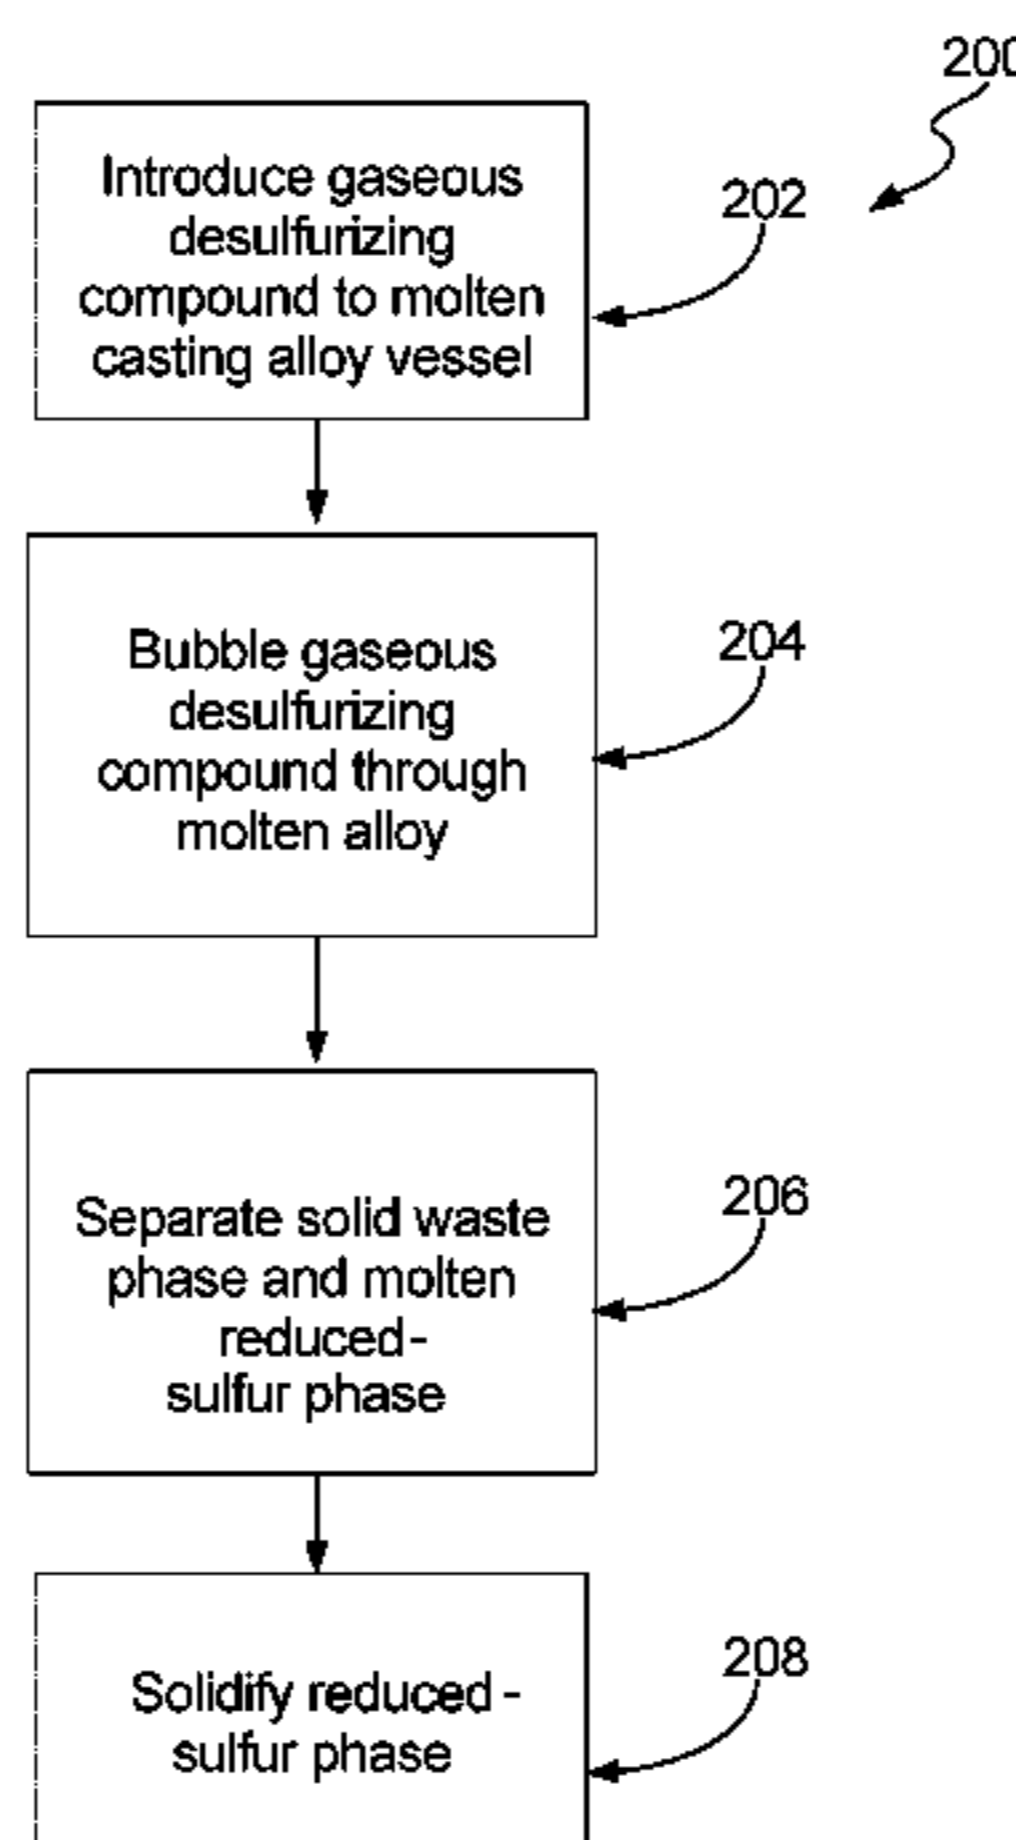 200
Introduce gaseous
desulfurizing
compound to molten
casting alloy vessel
202
Bubble gaseous
desulfurizing
compound through
molten alloy
204
Separate solid waste
phase and molten
reduced-
sulfur phase
206
Solidify reduced -
sulfur phase
208